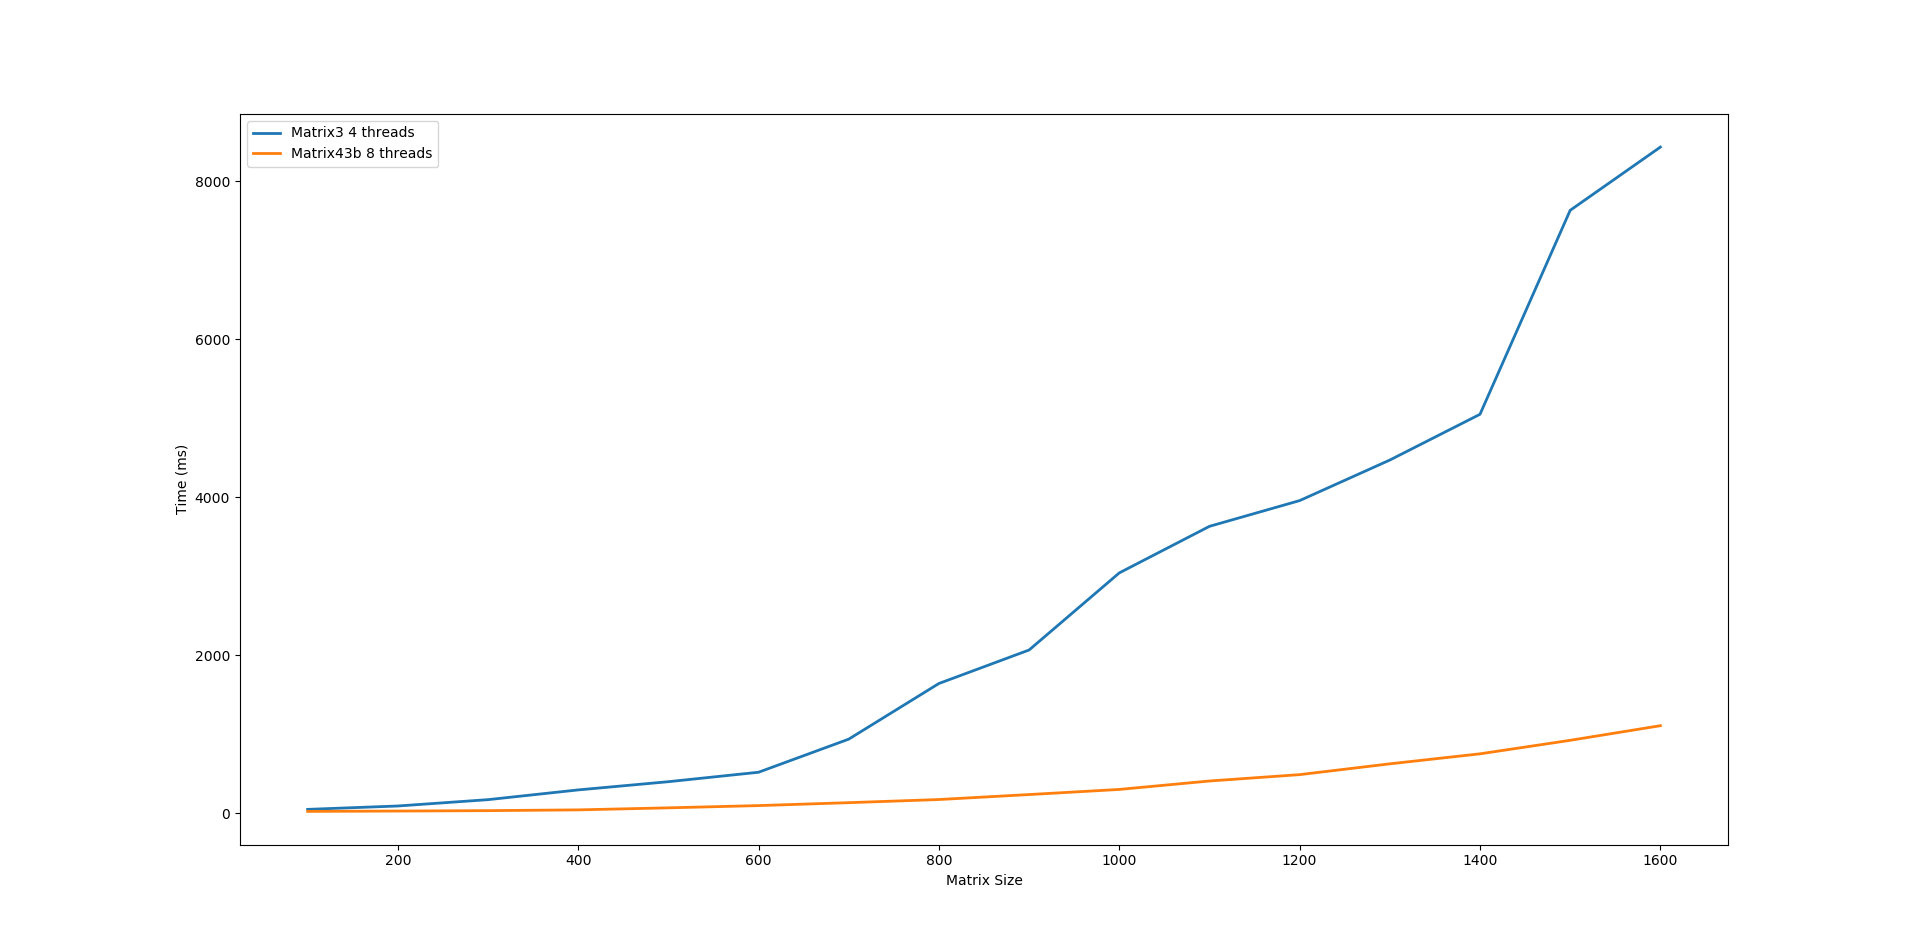 Matrix3 4 threads
Matrix43b 8 threads
8000
6000
4000
2000
0
Time (ms)
200 400 600 800 1000 1200 1400 1600
Matrix Size